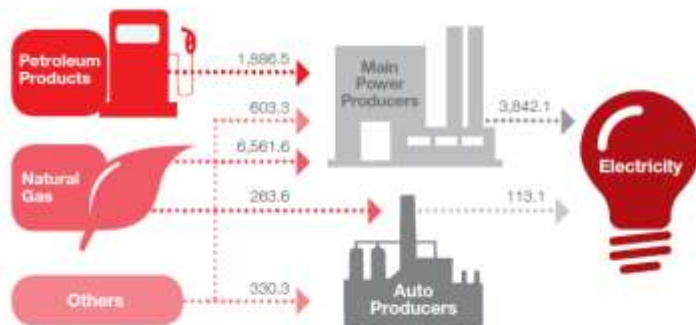 Petroleum
Products
1,886.5
Main
Power
Producers
603.3
3,842.1
6,561.6
Natural
Gas
Electricity
263.6
113.1
Others
330.3
Auto
Producers